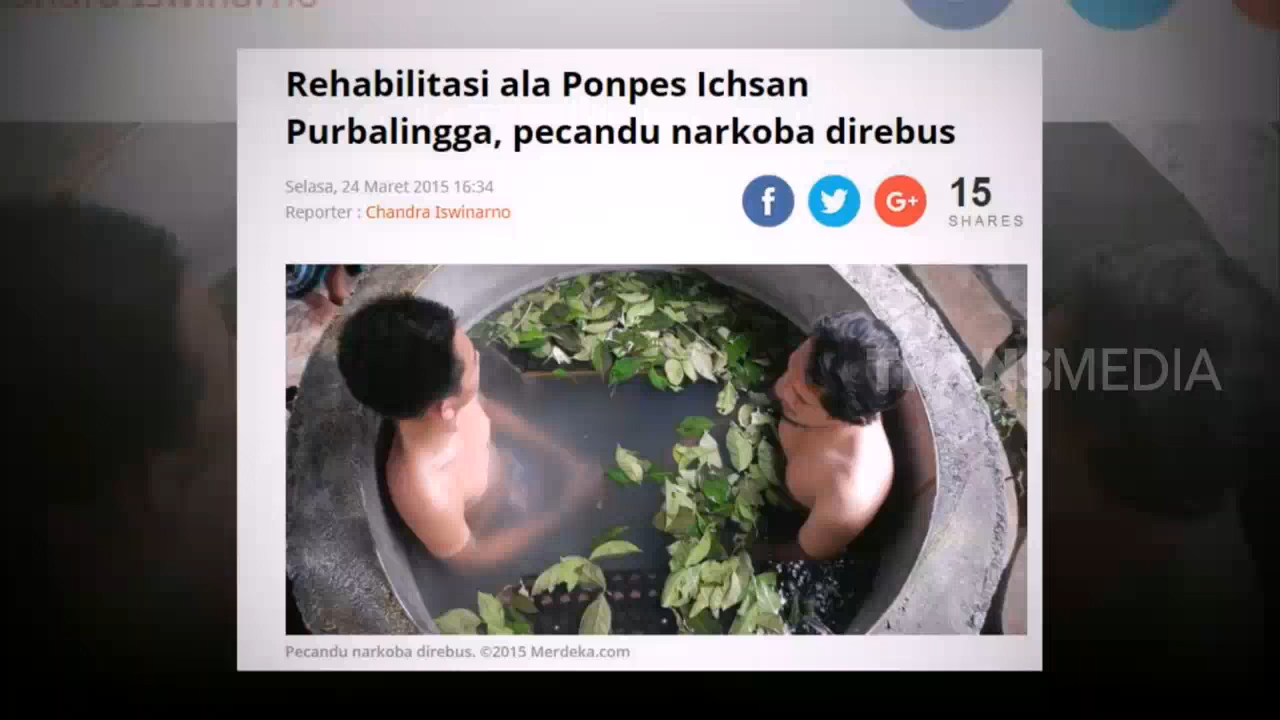 Rehabilitasi ala Ponpes Ichsan
Purbalingga, pecandu narkoba direbus
Selasa, 24 Maret 2015 16:34
Reporter : Chandra Iswinarno
f
G+
15
SHARES
TRANSMEDIA
Pecandu narkoba direbus. ©2015 Merdeka.com